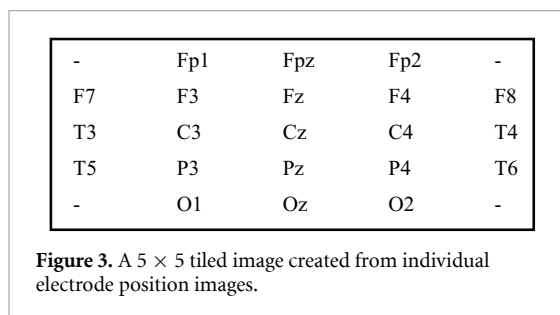 - Fp1 Fpz Fp2 -
F7 F3 Fz F4 F8
T3 C3 Cz C4 T4
T5 P3 Pz P4 T6
- O1 Oz O2 -
Figure 3. A 5 × 5 tiled image created from individual
electrode position images.